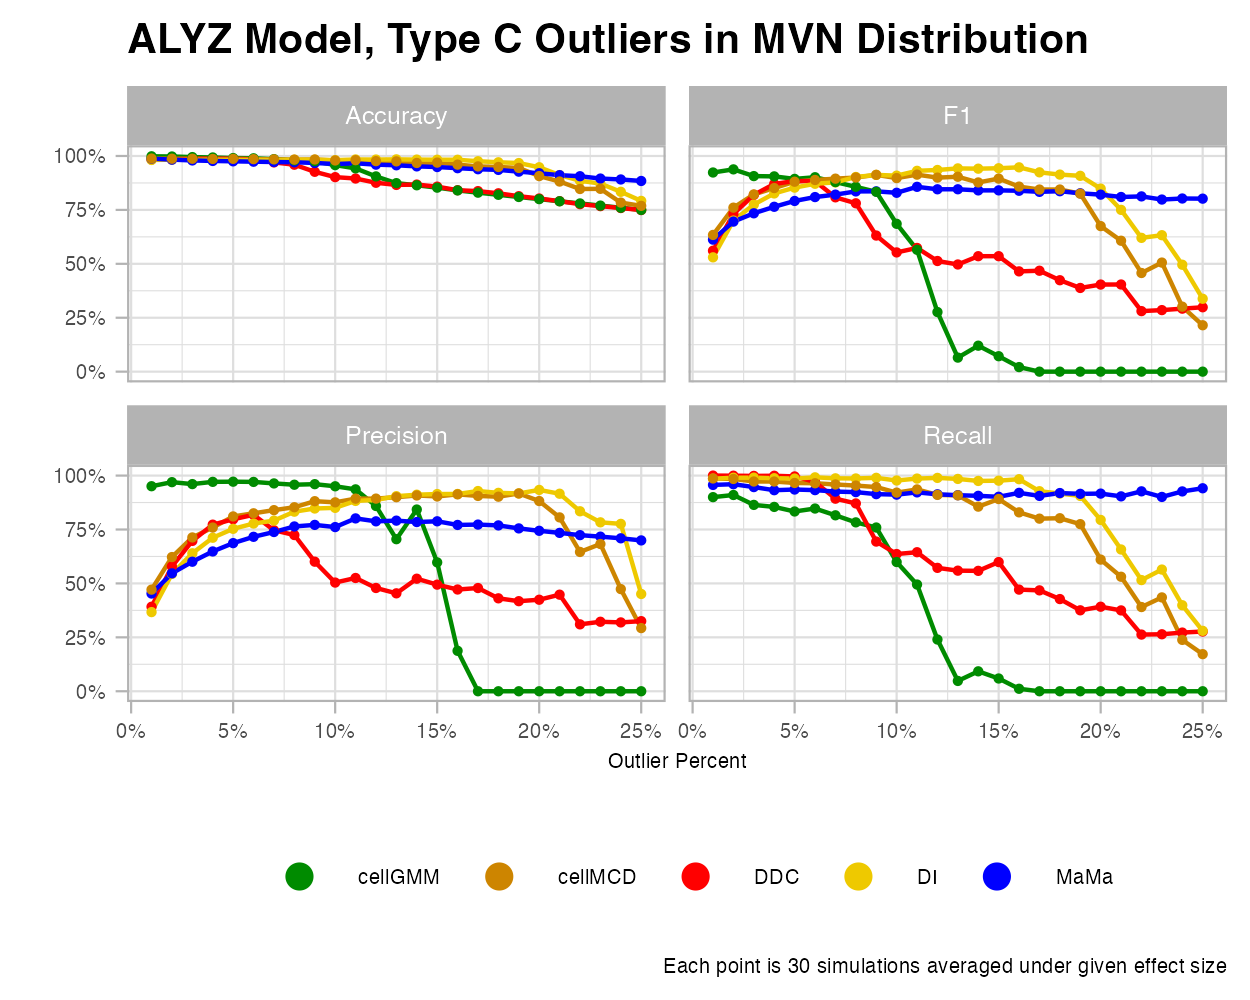 ALYZ Model, Type C Outliers in MVN Distribution
Accuracy
F1
100%
75%
50%
25%
0%
Precision
Recall
100%
75%
50%
25%
0%
0% 5% 10% 15% 20% 25% 0% 5% 10% 15% 20% 25%
Outlier Percent
cellGMM cellMCD DDC DI MaMa
Each point is 30 simulations averaged under given effect size